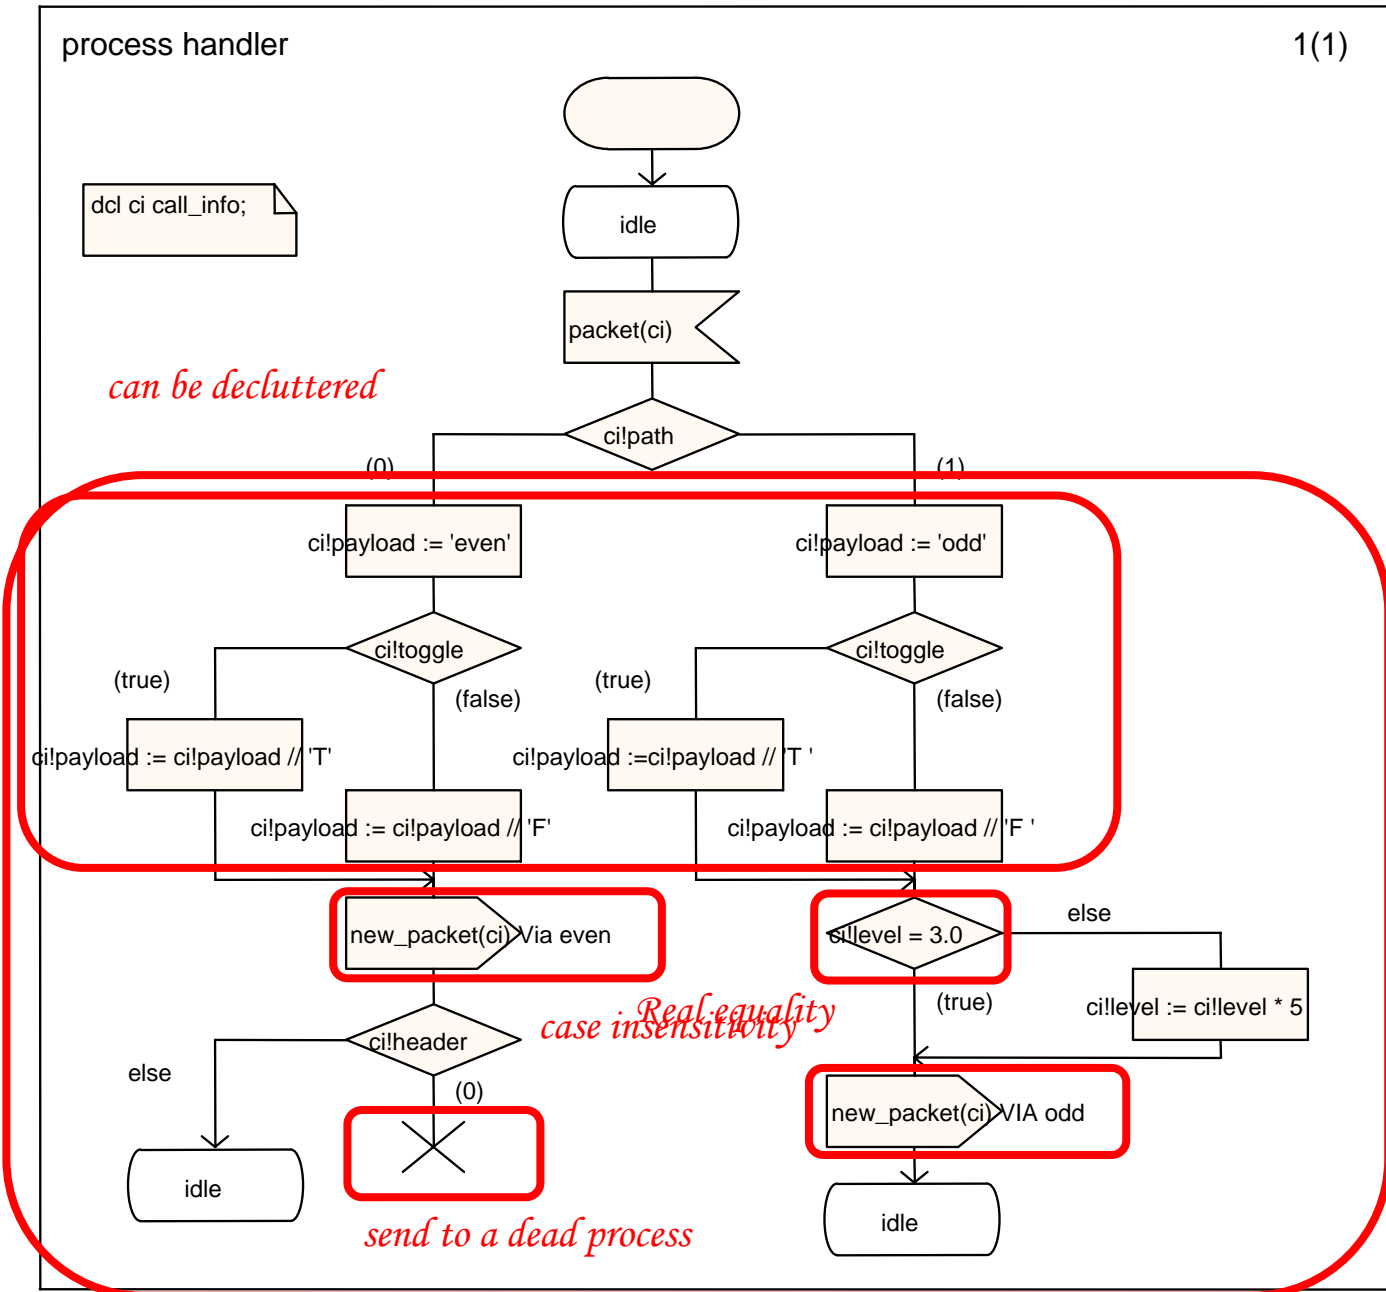 process handler
1(1)
dcl ci call_info;
idle
packet(ci)
can be decluttered
ci!path
(0)
(1)
ci!payload := 'even'
ci!payload := 'odd'
ci!toggle
ci!toggle
(true)
(false)
(true)
(false)
ci!payload := ci!payload // 'T'
ci!payload :=ci!payload // 'T '
ci!payload := ci!payload // 'F'
ci!payload := ci!payload // 'F '
new_packet(ci) Via even
ci!level = 3.0
else
Real equality
case insensitivity
(true)
ci!level := ci!level * 5
ci!header
else
(0)
new_packet(ci) VIA odd
idle
send to a dead process
idle